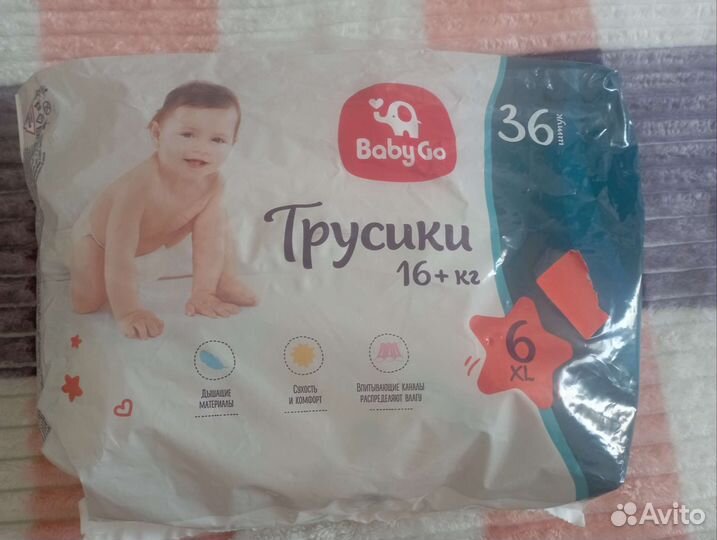 BabyGo
36
штук
Трусики
16+ кг
6
XL
Дышащие
материалы
Сухость
и комфорт
Впитывающие каналы
распределяют влагу
Avito